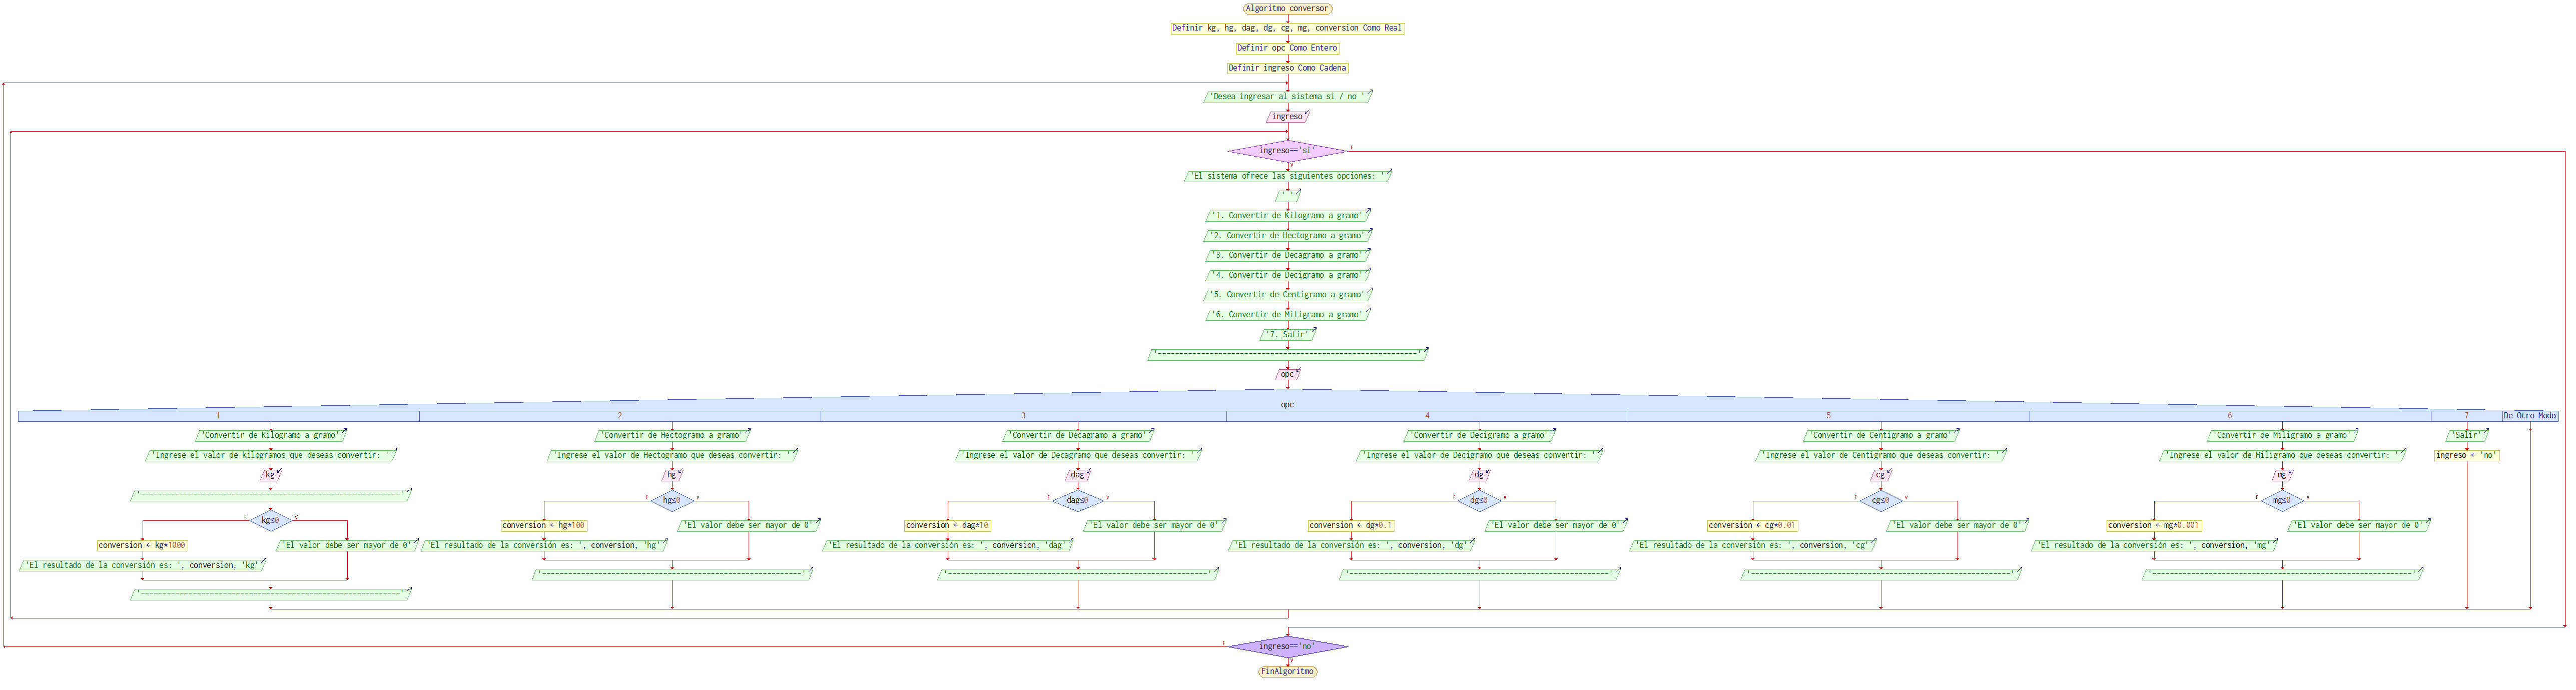 Algoritmo conversor
Definir kg, hg, dag, dg, cg, mg, conversion Como Real
Definir opc Como Entero
Definir ingreso Como Cadena
'Desea ingresar al sistema si / no '
ingreso
ingreso=='si'
F
V
'El sistema ofrece las siguientes opciones: '
' '
'1. Convertir de Kilogramo a gramo'
'2. Convertir de Hectogramo a gramo'
'3. Convertir de Decagramo a gramo'
'4. Convertir de Decigramo a gramo'
'5. Convertir de Centigramo a gramo'
'6. Convertir de Miligramo a gramo'
'7. Salir'
'------------------------------------------------------------'
opc
opc
1
2
3
4
5
6
7
De Otro Modo
'Convertir de Kilogramo a gramo'
'Ingrese el valor de kilogramos que deseas convertir: '
kg
'------------------------------------------------------------'
kg≤0
F
V
conversion ← kg*1000
'El resultado de la conversión es: ', conversion, 'kg'
'El valor debe ser mayor de 0'
'------------------------------------------------------------'
'Convertir de Hectogramo a gramo'
'Ingrese el valor de Hectogramo que deseas convertir: '
hg
hg≤0
F
V
conversion ← hg*100
'El resultado de la conversión es: ', conversion, 'hg'
'El valor debe ser mayor de 0'
'------------------------------------------------------------'
'Convertir de Decagramo a gramo'
'Ingrese el valor de Decagramo que deseas convertir: '
dag
dag≤0
F
V
conversion ← dag*10
'El resultado de la conversión es: ', conversion, 'dag'
'El valor debe ser mayor de 0'
'------------------------------------------------------------'
'Convertir de Decigramo a gramo'
'Ingrese el valor de Decigramo que deseas convertir: '
dg
dg≤0
F
V
conversion ← dg*0.1
'El resultado de la conversión es: ', conversion, 'dg'
'El valor debe ser mayor de 0'
'------------------------------------------------------------'
'Convertir de Centigramo a gramo'
'Ingrese el valor de Centigramo que deseas convertir: '
cg
cg≤0
F
V
conversion ← cg*0.01
'El resultado de la conversión es: ', conversion, 'cg'
'El valor debe ser mayor de 0'
'------------------------------------------------------------'
'Convertir de Miligramo a gramo'
'Ingrese el valor de Miligramo que deseas convertir: '
mg
mg≤0
F
V
conversion ← mg*0.001
'El resultado de la conversión es: ', conversion, 'mg'
'El valor debe ser mayor de 0'
'------------------------------------------------------------'
'Salir'
ingreso ← 'no'
F
ingreso=='no'
V
FinAlgoritmo